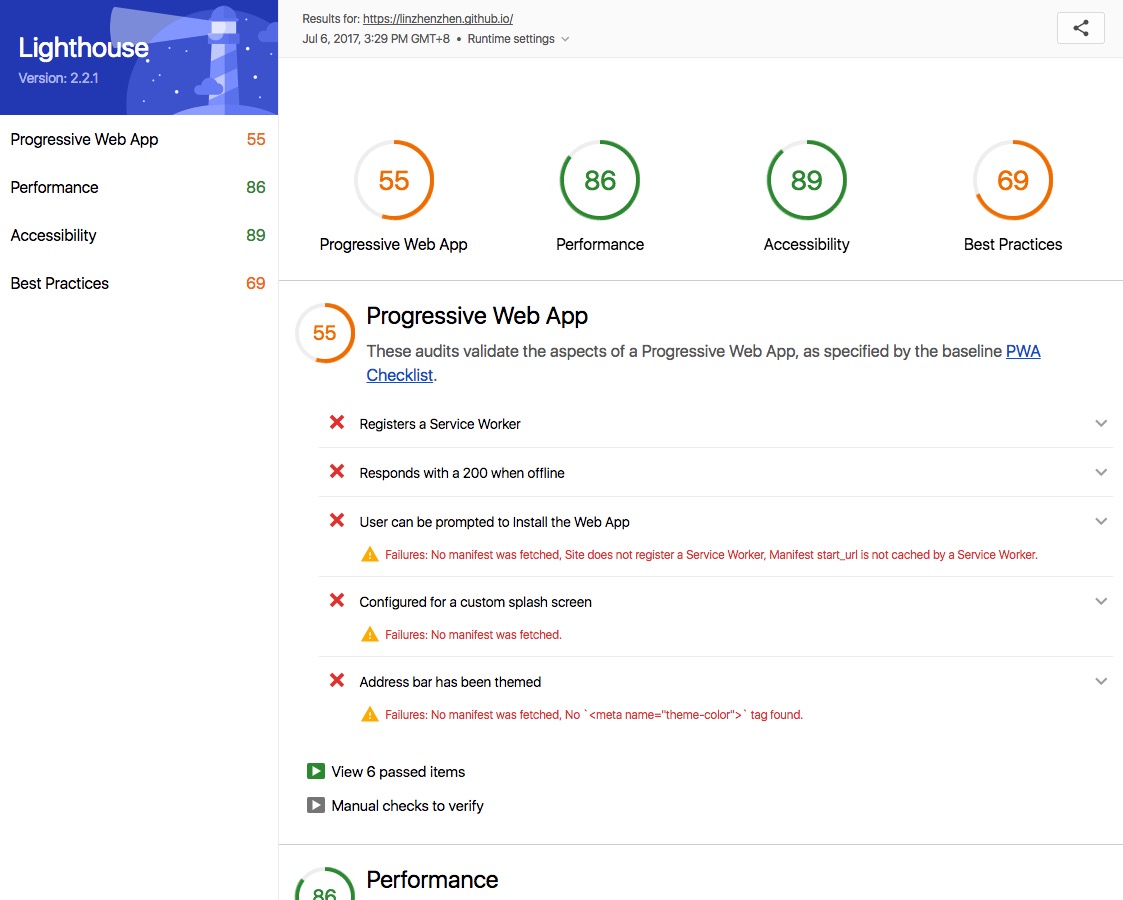 Lighthouse
Version: 2.2.1
Progressive Web App 55
Performance 86
Accessibility 89
Best Practices 69
Results for: https://linzhenzhen.github.io/
Jul 6, 2017, 3:29 PM GMT+8 • Runtime settings
55 86 89 69
Progressive Web App Performance Accessibility Best Practices
55
Progressive Web App
These audits validate the aspects of a Progressive Web App, as specified by the baseline PWA
Checklist.
Registers a Service Worker
Responds with a 200 when offline
User can be prompted to Install the Web App
Failures: No manifest was fetched, Site does not register a Service Worker, Manifest start_url is not cached by a Service Worker.
Configured for a custom splash screen
Failures: No manifest was fetched.
Address bar has been themed
Failures: No manifest was fetched, No `<meta name="theme-color">` tag found.
View 6 passed items
Manual checks to verify
Performance
86